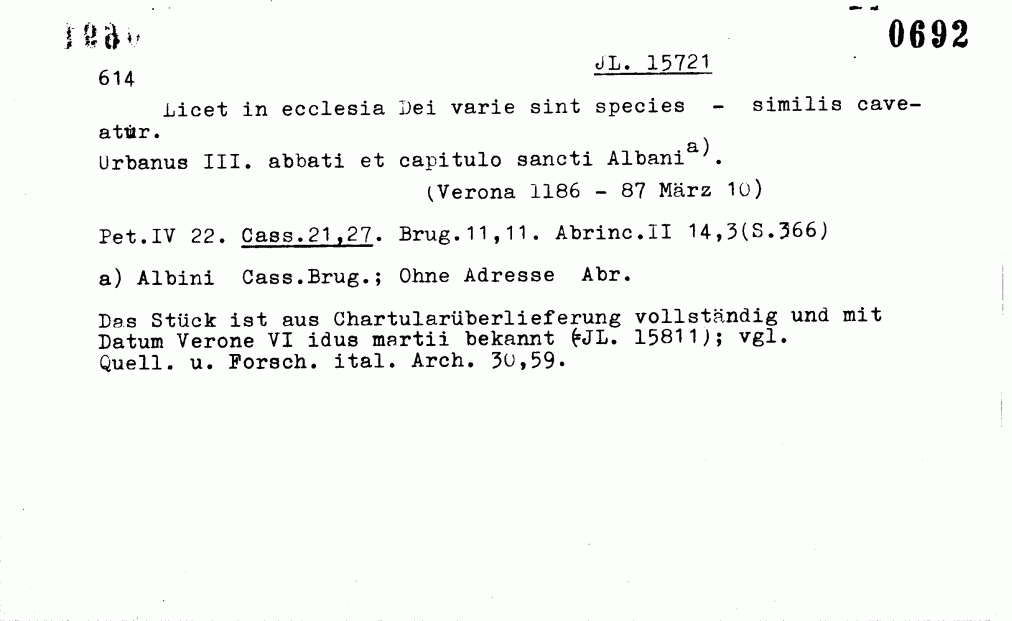 0692
614
JL. 15721
Licet in ecclesia Dei varie sint species - similis cave-
atur.
Urbanus III. abbati et capitulo sancti Albani a).
(Verona 1186 - 87 März 10)
Pet.IV 22. Cass.21,27. Brug.11,11. Abrinc.II 14,3(S.366)
a) Albini Cass.Brug.; Ohne Adresse Abr.
Das Stück ist aus Chartularüberlieferung vollständig und mit
Datum Verone VI idus martii bekannt (=JL. 15811); vgl.
Quell. u. Forsch. ital. Arch. 30,59.